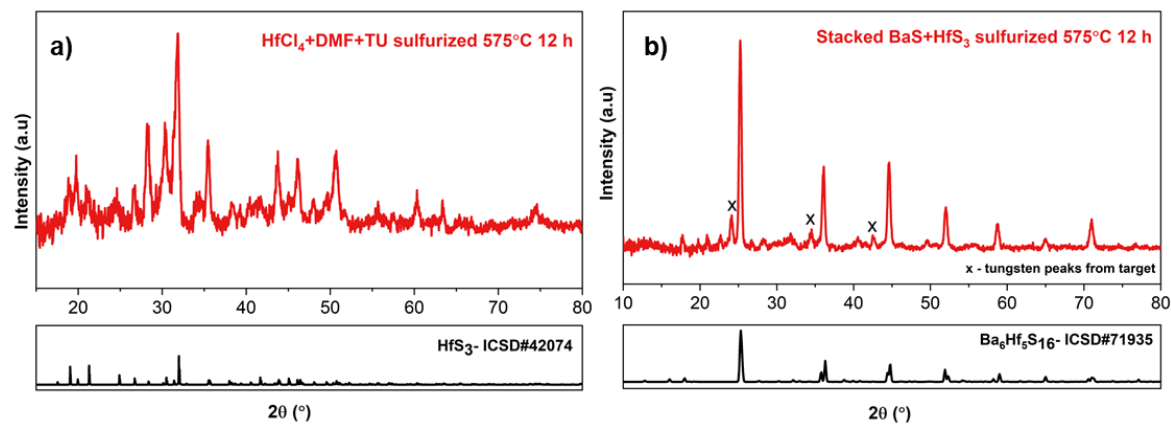 a)
HfCl4+DMF+TU sulfurized 575°C 12 h
Intensity (a.u)
20 30 40 50 60 70 80
HfS3- ICSD#42074
2θ (°)
b)
Stacked BaS+HfS3 sulfurized 575°C 12 h
Intensity (a.u)
x
x
x
x - tungsten peaks from target
10 20 30 40 50 60 70 80
Ba6Hf5S16- ICSD#71935
2θ (°)